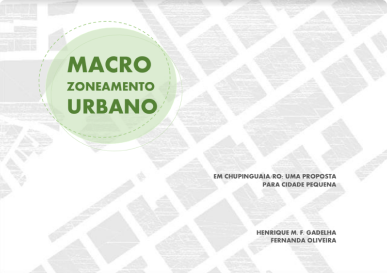 MACRO
ZONEAMENTO
URBANO
EM CHUPINGUAIA-RO: UMA PROPOSTA
PARA CIDADE PEQUENA
HENRIQUE M. F. GADELHA
FERNANDA OLIVEIRA